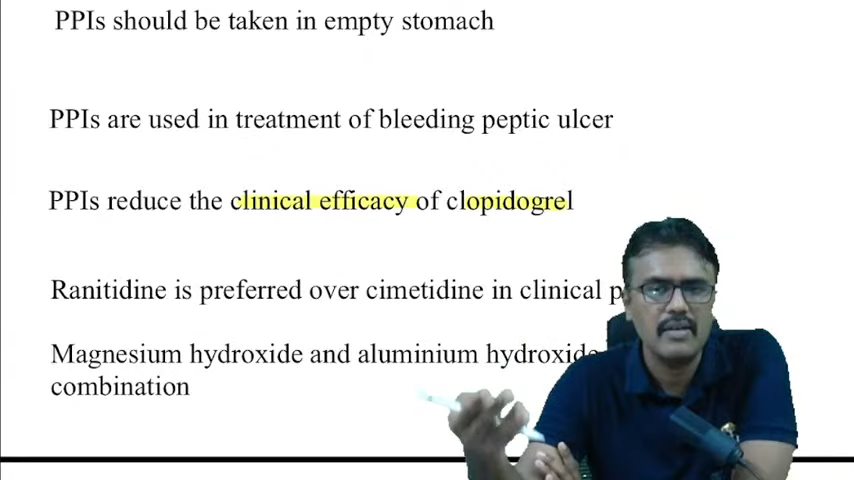 PPIs should be taken in empty stomach
PPIs are used in treatment of bleeding peptic ulcer
PPIs reduce the clinical efficacy of clopidogrel
Ranitidine is preferred over cimetidine in clinical
Magnesium hydroxide and aluminium hydroxide
combination